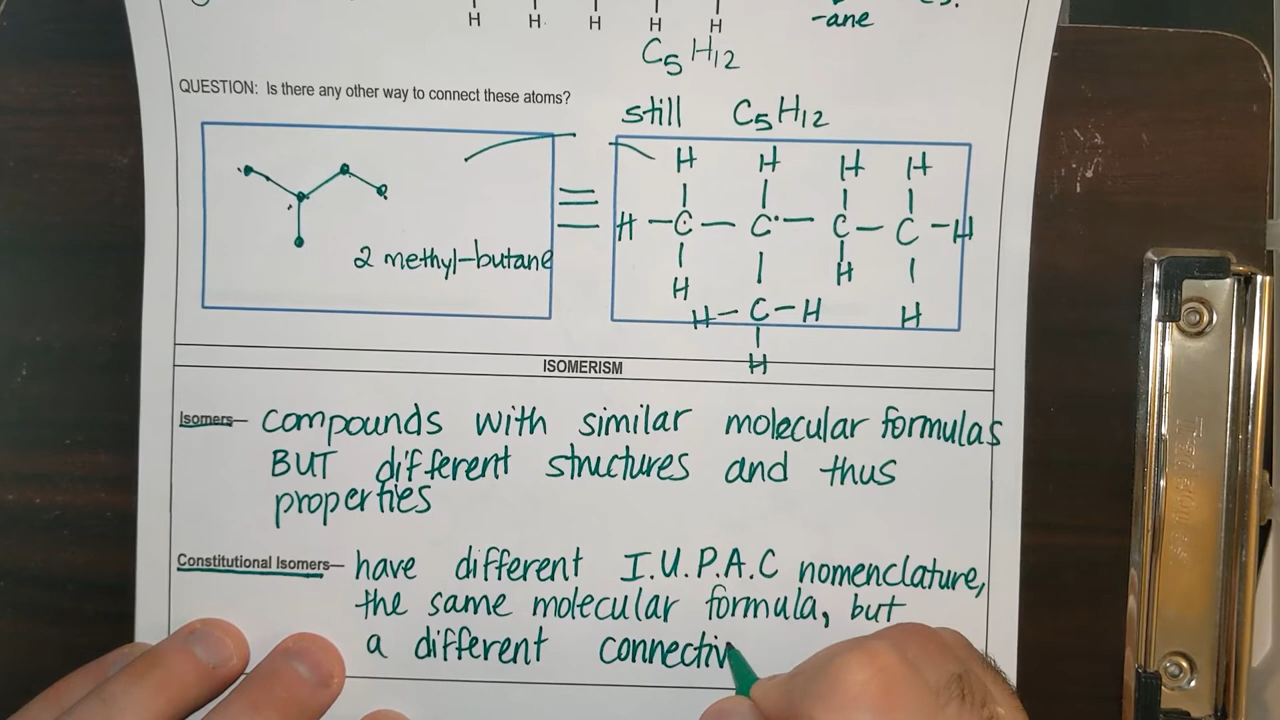 H H H H H
-ane
C5H12
QUESTION: Is there any other way to connect these atoms?
still C5H12
H H H H
H – C – C – C – C – H
H H
2 methyl-butane
H H – C – H H
H
ISOMERISM
Isomers— compounds with similar molecular formulas
BUT different structures and thus
properties
Constitutional Isomers— have different I.U.P.A.C nomenclature,
the same molecular formula, but
a different connectiv